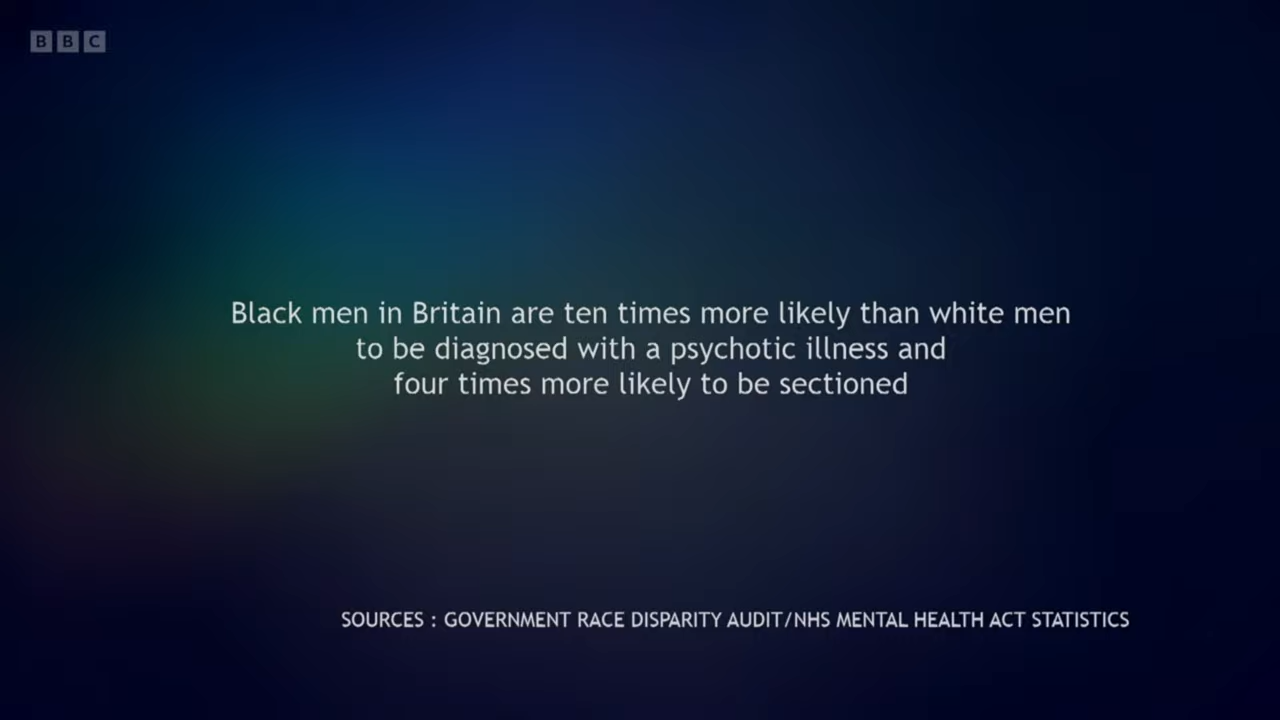 BBC
Black men in Britain are ten times more likely than white men
to be diagnosed with a psychotic illness and
four times more likely to be sectioned
SOURCES : GOVERNMENT RACE DISPARITY AUDIT/NHS MENTAL HEALTH ACT STATISTICS